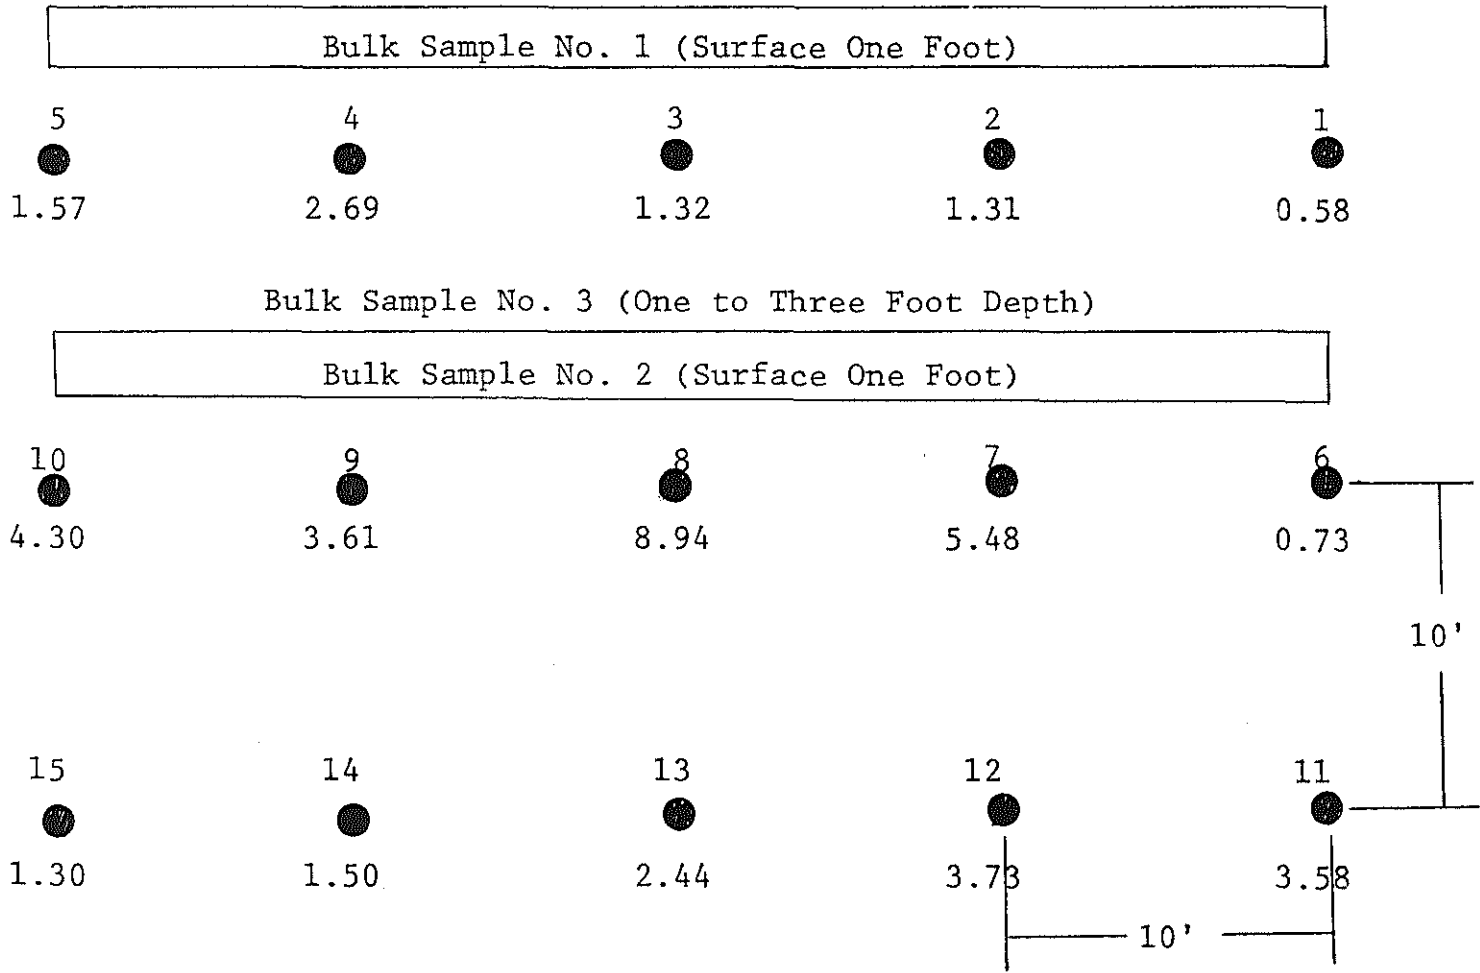 Bulk Sample No. 1 (Surface One Foot)
5 4 3 2 1
1.57 2.69 1.32 1.31 0.58
Bulk Sample No. 3 (One to Three Foot Depth)
Bulk Sample No. 2 (Surface One Foot)
10 9 8 7 6
4.30 3.61 8.94 5.48 0.73
10'
15 14 13 12 11
1.30 1.50 2.44 3.73 3.58
10'